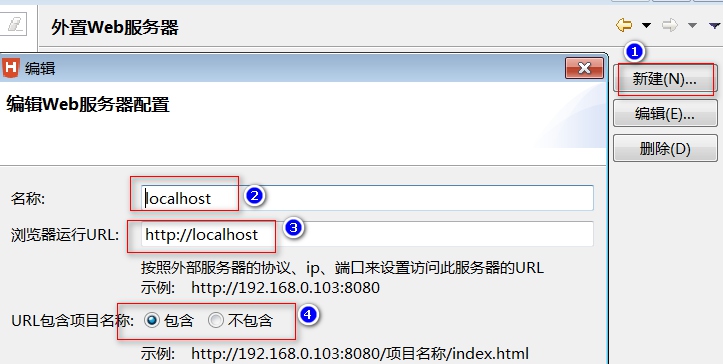 外置Web服务器
1
新建(N)...
H 编辑
编辑(E)...
编辑Web服务器配置
删除(D)
名称: localhost 2
浏览器运行URL: http://localhost 3
按照外部服务器的协议、ip、端口来设置访问此服务器的URL
示例: http://192.168.0.103:8080
URL包含项目名称: 包含 不包含 4
示例: http://192.168.0.103:8080/项目名称/index.html